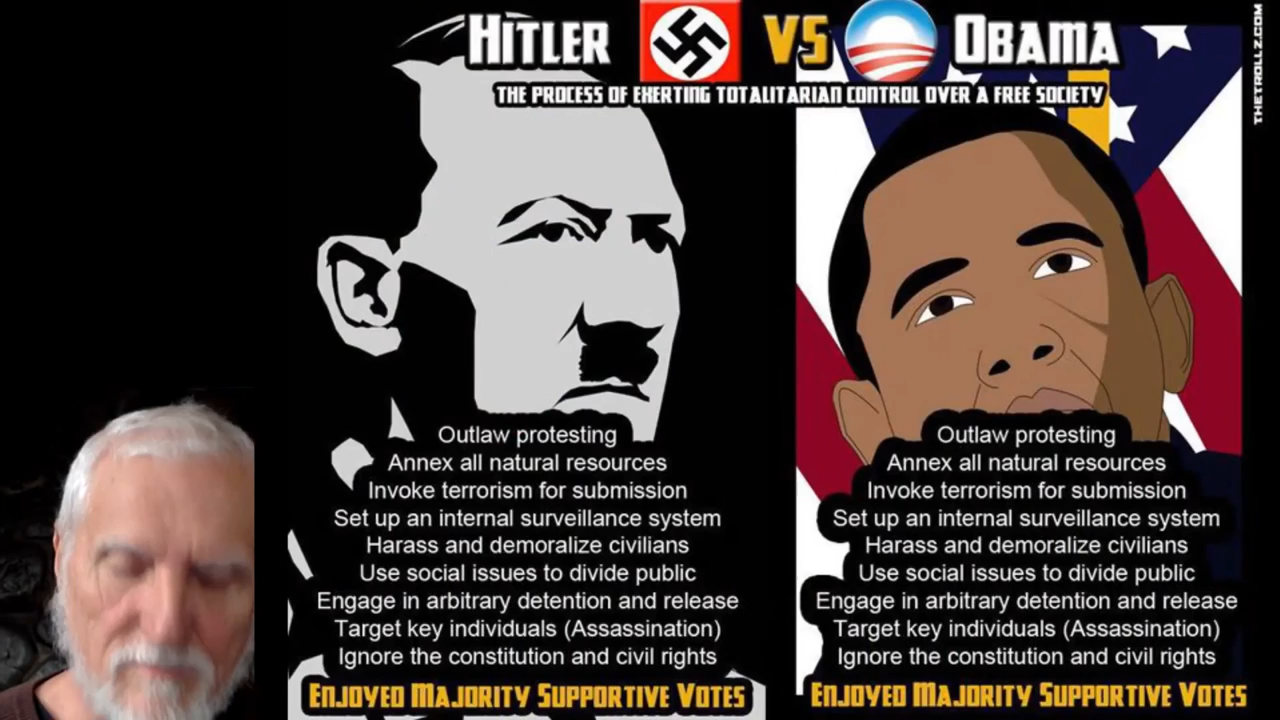 HITLER VS OBAMA
THE PROCESS OF EXERTING TOTALITARIAN CONTROL OVER A FREE SOCIETY
THETROLLZ.COM
Outlaw protesting
Annex all natural resources
Invoke terrorism for submission
Set up an internal surveillance system
Harass and demoralize civilians
Use social issues to divide public
Engage in arbitrary detention and release
Target key individuals (Assassination)
Ignore the constitution and civil rights
ENJOYED MAJORITY SUPPORTIVE VOTES
Outlaw protesting
Annex all natural resources
Invoke terrorism for submission
Set up an internal surveillance system
Harass and demoralize civilians
Use social issues to divide public
Engage in arbitrary detention and release
Target key individuals (Assassination)
Ignore the constitution and civil rights
ENJOYED MAJORITY SUPPORTIVE VOTES